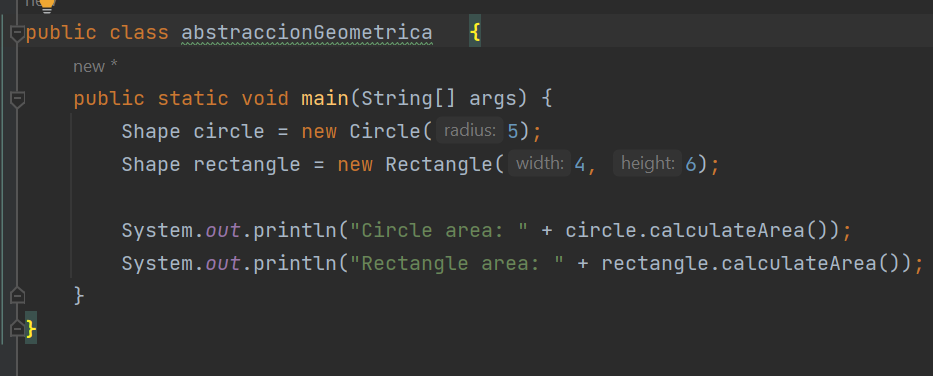 new *
public class abstraccionGeometrica {
new *
public static void main(String[] args) {
Shape circle = new Circle( radius: 5);
Shape rectangle = new Rectangle( width: 4, height: 6);
System.out.println("Circle area: " + circle.calculateArea());
System.out.println("Rectangle area: " + rectangle.calculateArea());
}
}